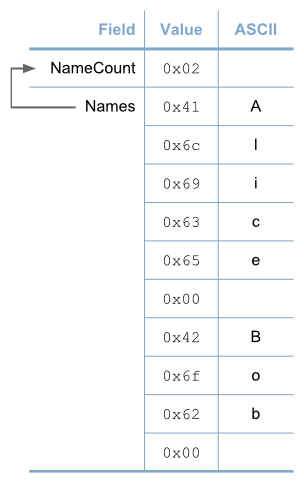 Field Value ASCII
NameCount 0x02
Names 0x41 A
0x6c l
0x69 i
0x63 c
0x65 e
0x00
0x42 B
0x6f o
0x62 b
0x00